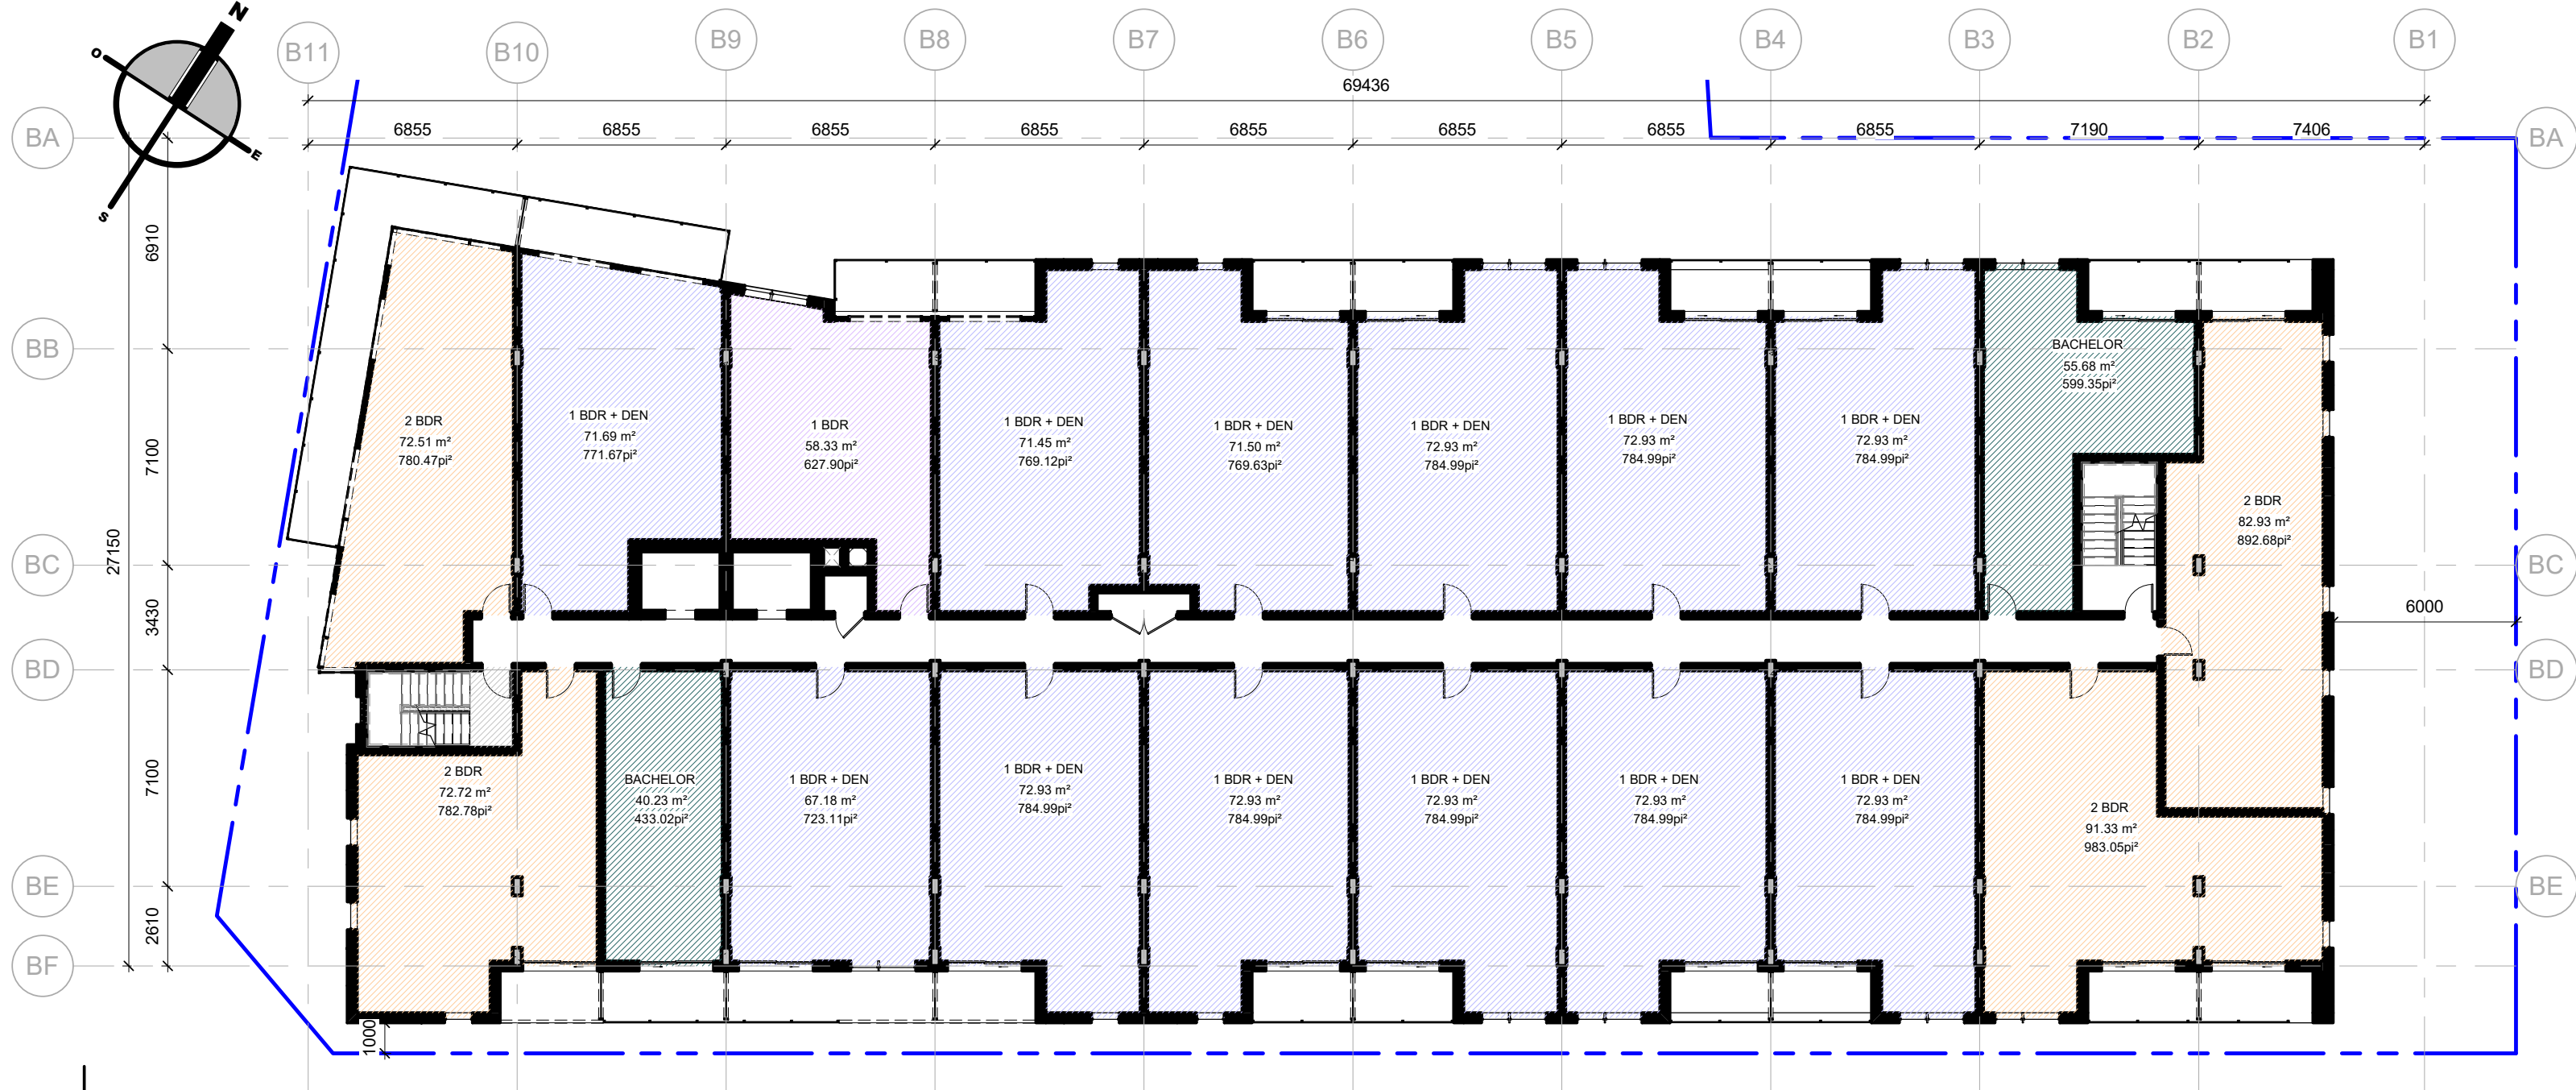 N
O
E
S
B11
B10
B9
B8
B7
B6
B5
B4
B3
B2
B1
69436
6855
6855
6855
6855
6855
6855
6855
6855
7190
7406
BA
BA
6910
BB
7100
27150
BC
BC
3430
6000
BD
BD
7100
BE
BE
2610
BF
1000
2 BDR
72.51 m²
780.47pi²
1 BDR + DEN
71.69 m²
771.67pi²
1 BDR
58.33 m²
627.90pi²
1 BDR + DEN
71.45 m²
769.12pi²
1 BDR + DEN
71.50 m²
769.63pi²
1 BDR + DEN
72.93 m²
784.99pi²
1 BDR + DEN
72.93 m²
784.99pi²
1 BDR + DEN
72.93 m²
784.99pi²
BACHELOR
55.68 m²
599.35pi²
2 BDR
82.93 m²
892.68pi²
2 BDR
72.72 m²
782.78pi²
BACHELOR
40.23 m²
433.02pi²
1 BDR + DEN
67.18 m²
723.11pi²
1 BDR + DEN
72.93 m²
784.99pi²
1 BDR + DEN
72.93 m²
784.99pi²
1 BDR + DEN
72.93 m²
784.99pi²
1 BDR + DEN
72.93 m²
784.99pi²
1 BDR + DEN
72.93 m²
784.99pi²
2 BDR
91.33 m²
983.05pi²